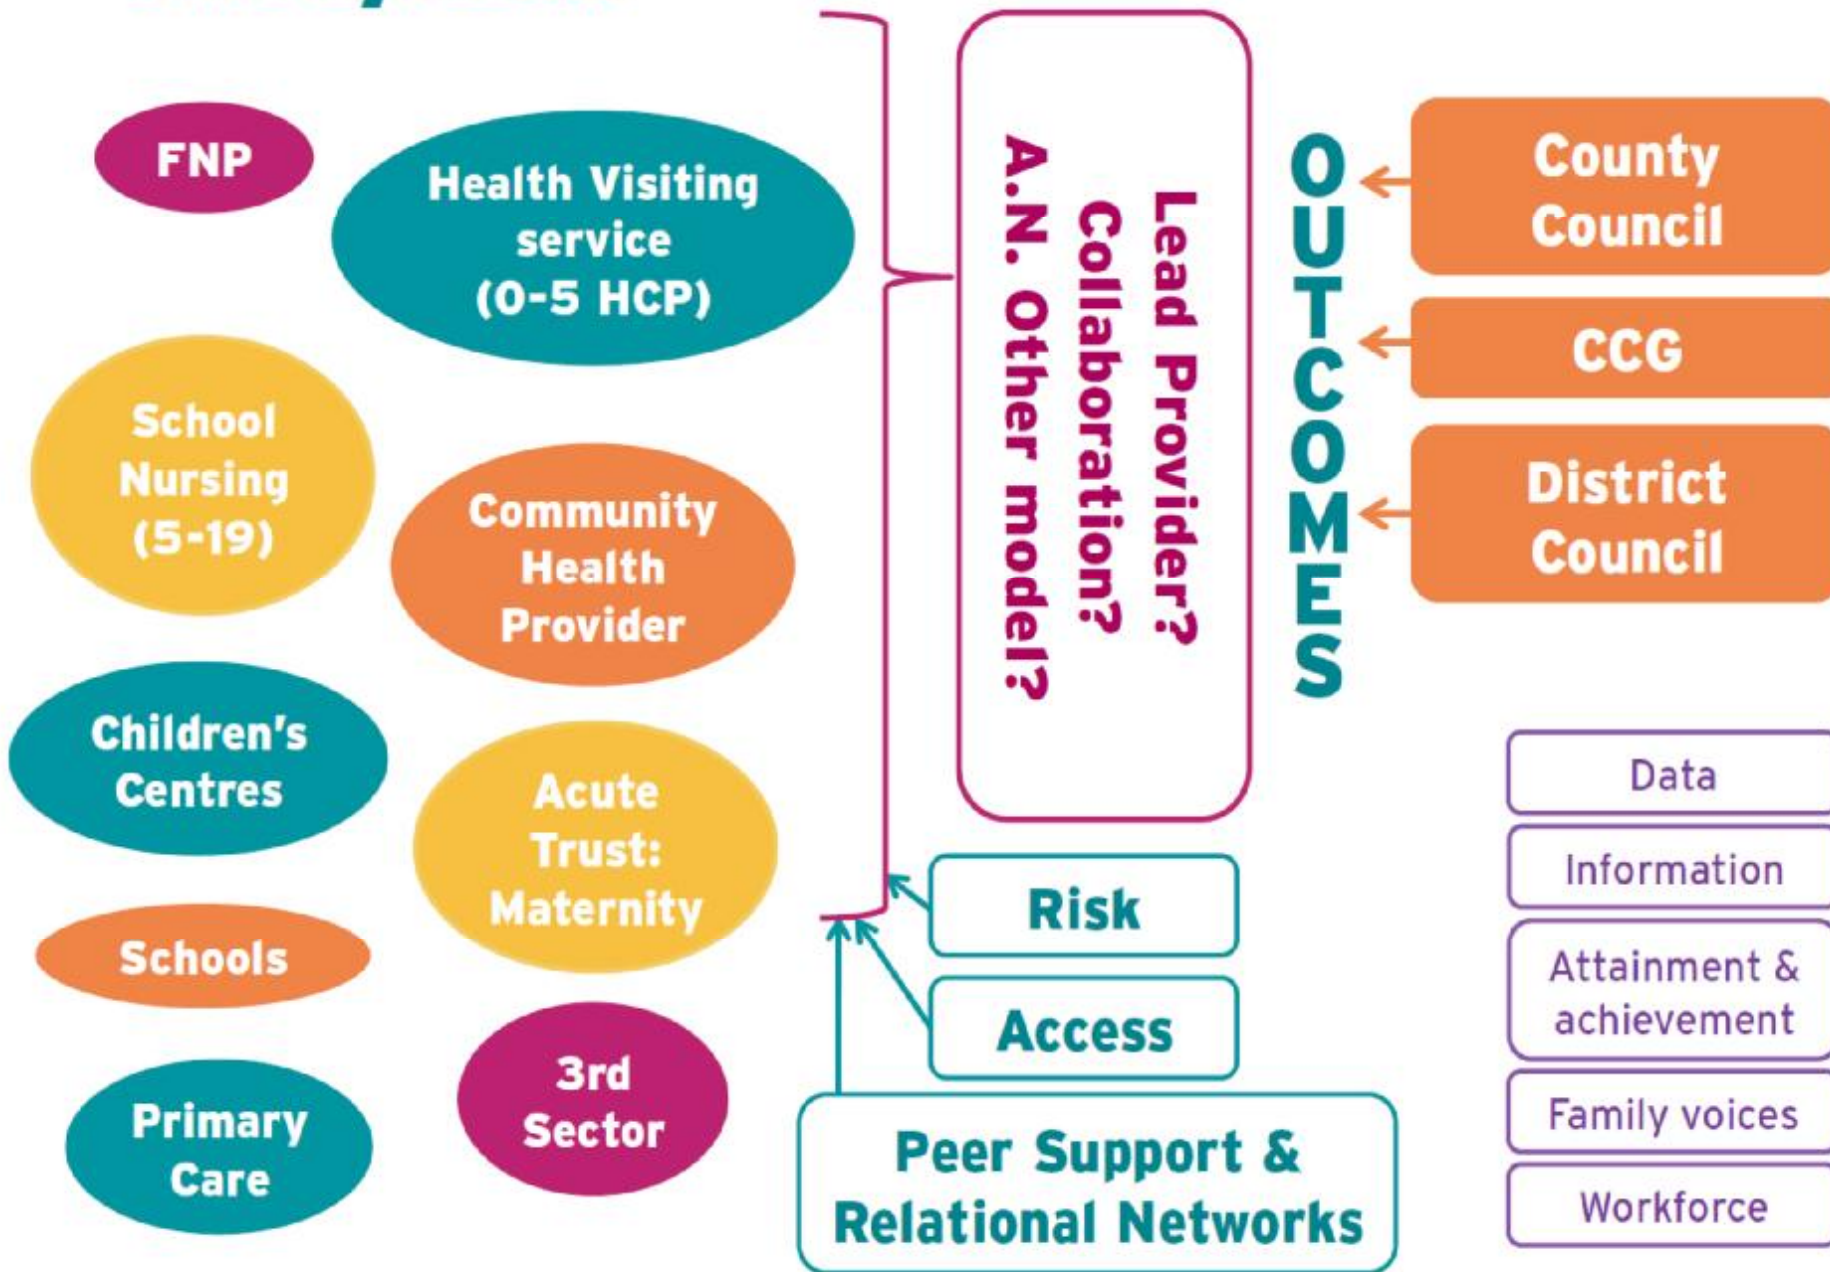 FNP
Health Visiting
service
(0-5 HCP)
School
Nursing
(5-19)
Community
Health
Provider
Children's
Centres
Acute
Trust:
Maternity
Schools
3rd
Sector
Primary
Care
Lead Provider?
Collaboration?
A.N. Other model?
OUTCOMES
County
Council
CCG
District
Council
Risk
Access
Peer Support &
Relational Networks
Data
Information
Attainment &
achievement
Family voices
Workforce